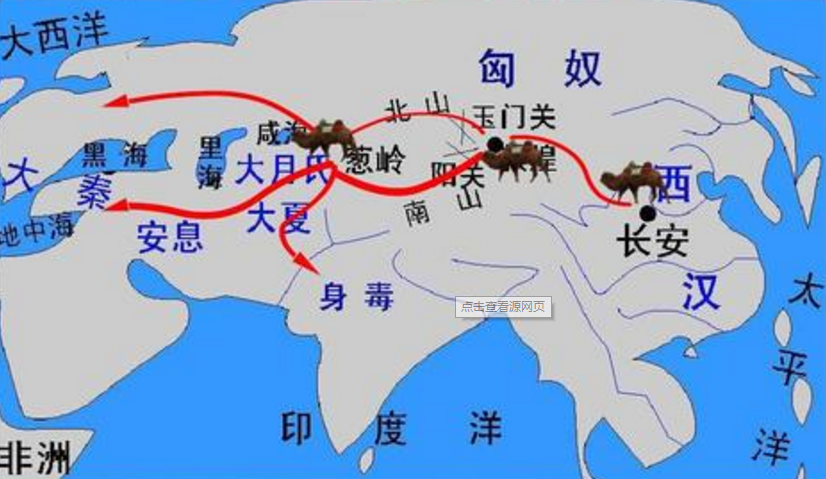 大西洋
匈 奴
北 山
玉门关
咸海
黑 海
里海
大月氏
葱岭
阳关
煌
西
大秦
大夏
南 山
地中海
安息
长安
身 毒
点击查看源网页
汉
太平洋
印 度 洋
非洲